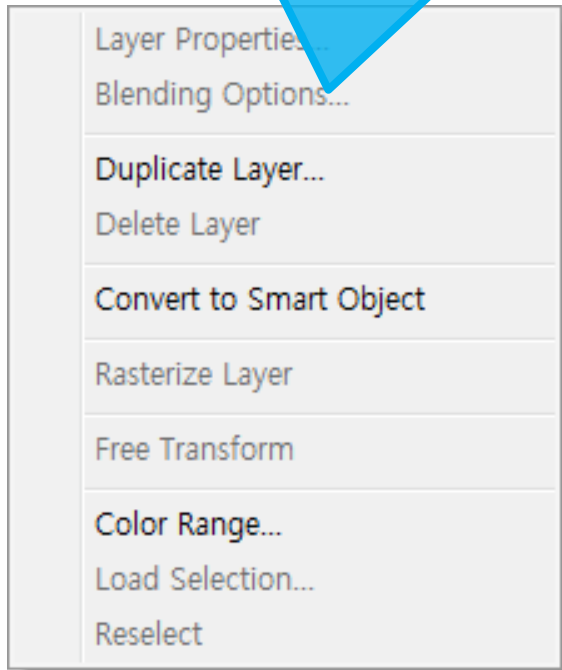 Layer Properties...
Blending Options...
Duplicate Layer...
Delete Layer
Convert to Smart Object
Rasterize Layer
Free Transform
Color Range...
Load Selection...
Reselect